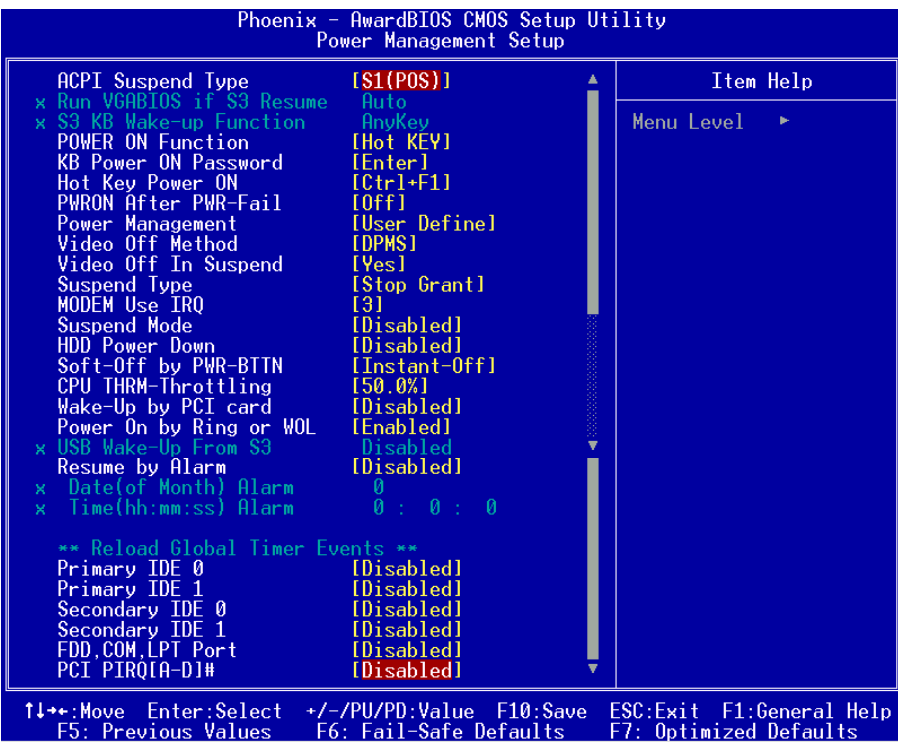 Phoenix - AwardBIOS CMOS Setup Utility
Power Management Setup
ACPI Suspend Type [S1(POS)]
x Run VGABIOS if S3 Resume Auto
x S3 KB Wake-up Function AnyKey
POWER ON Function [Hot KEY]
KB Power ON Password [Enter]
Hot Key Power ON [Ctrl+F1]
PWRON After PWR-Fail [Off]
Power Management [User Define]
Video Off Method [DPMS]
Video Off In Suspend [Yes]
Suspend Type [Stop Grant]
MODEM Use IRQ [3]
Suspend Mode [Disabled]
HDD Power Down [Disabled]
Soft-Off by PWR-BTTN [Instant-Off]
CPU THRM-Throttling [50.0%]
Wake-Up by PCI card [Disabled]
Power On by Ring or WOL [Enabled]
x USB Wake-Up From S3 Disabled
Resume by Alarm [Disabled]
x Date(of Month) Alarm 0
x Time(hh:mm:ss) Alarm 0 : 0 : 0
** Reload Global Timer Events **
Primary IDE 0 [Disabled]
Primary IDE 1 [Disabled]
Secondary IDE 0 [Disabled]
Secondary IDE 1 [Disabled]
FDD,COM,LPT Port [Disabled]
PCI PIRQ[A-D]# [Disabled]
Item Help
Menu Level ►
↑↓→←:Move Enter:Select +/-/PU/PD:Value F10:Save ESC:Exit F1:General Help
F5: Previous Values F6: Fail-Safe Defaults F7: Optimized Defaults